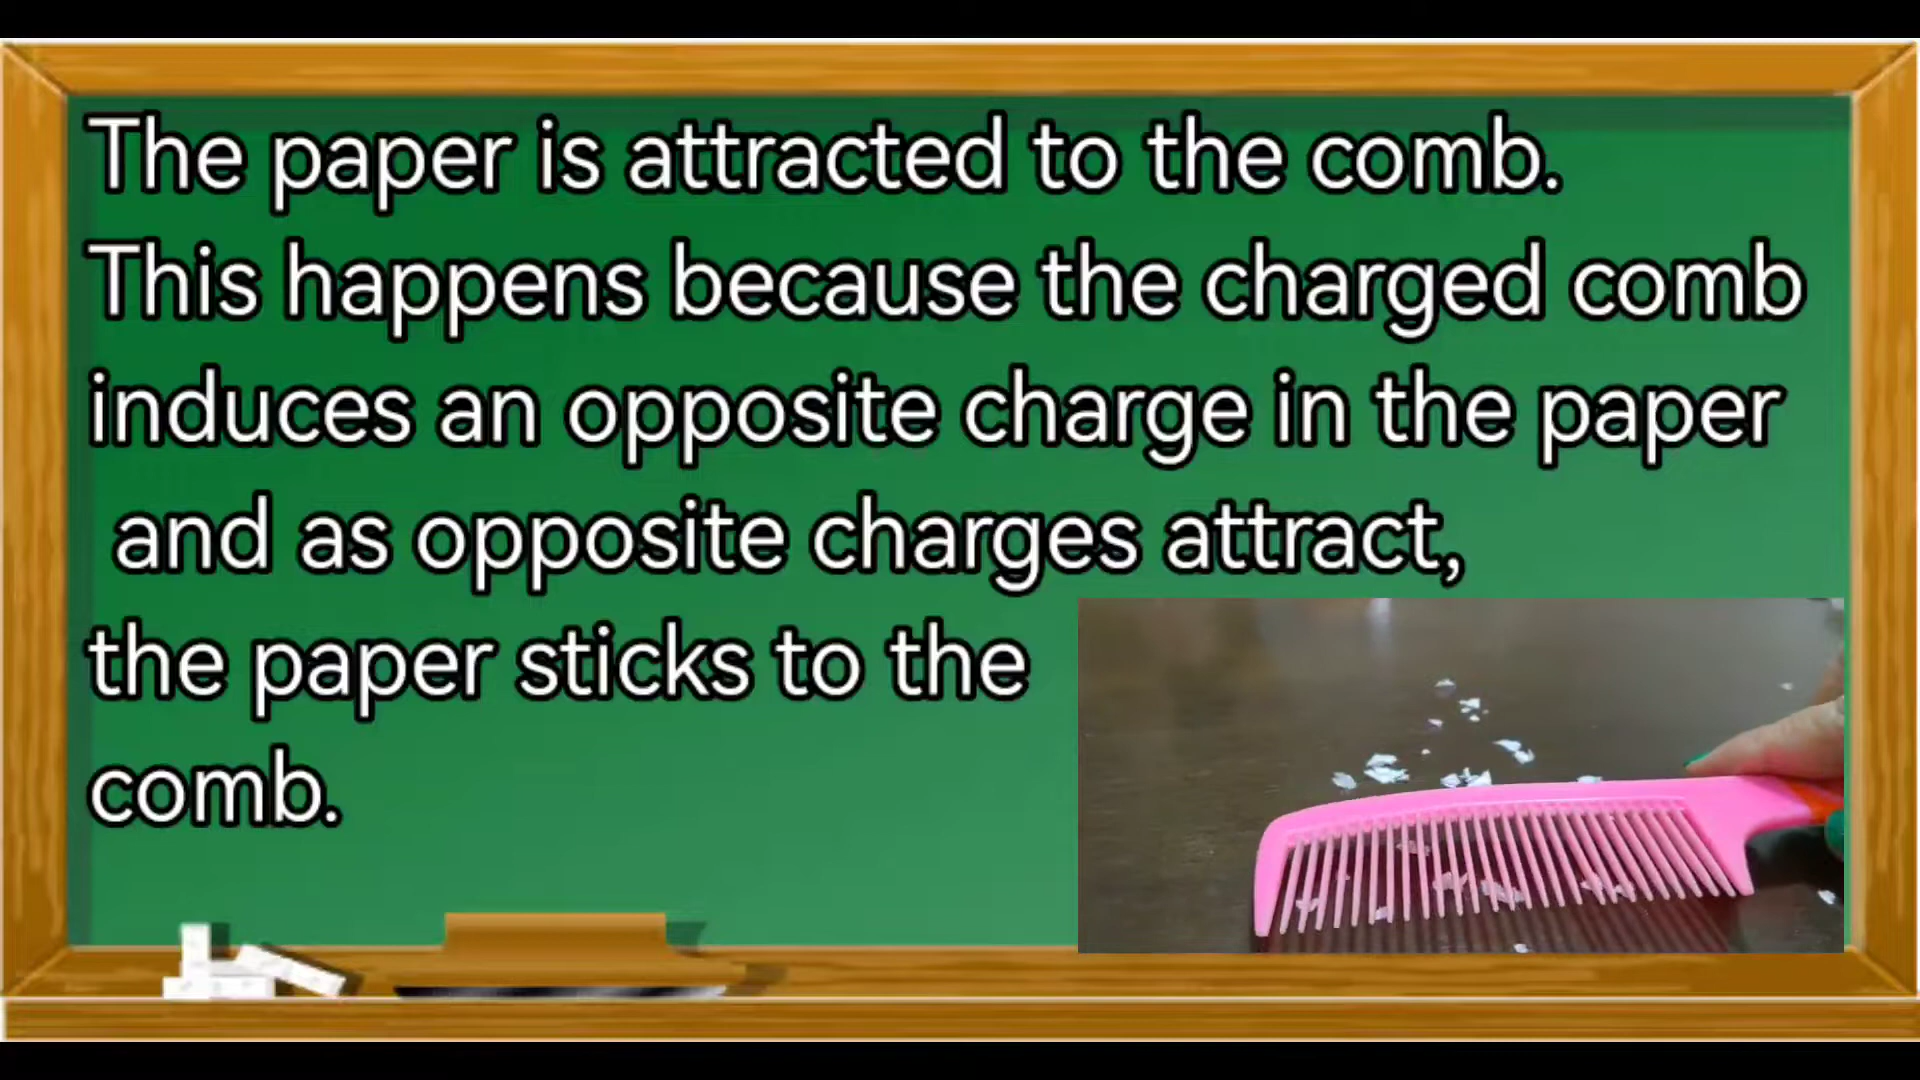 The paper is attracted to the comb.
This happens because the charged comb
induces an opposite charge in the paper
and as opposite charges attract,
the paper sticks to the
comb.